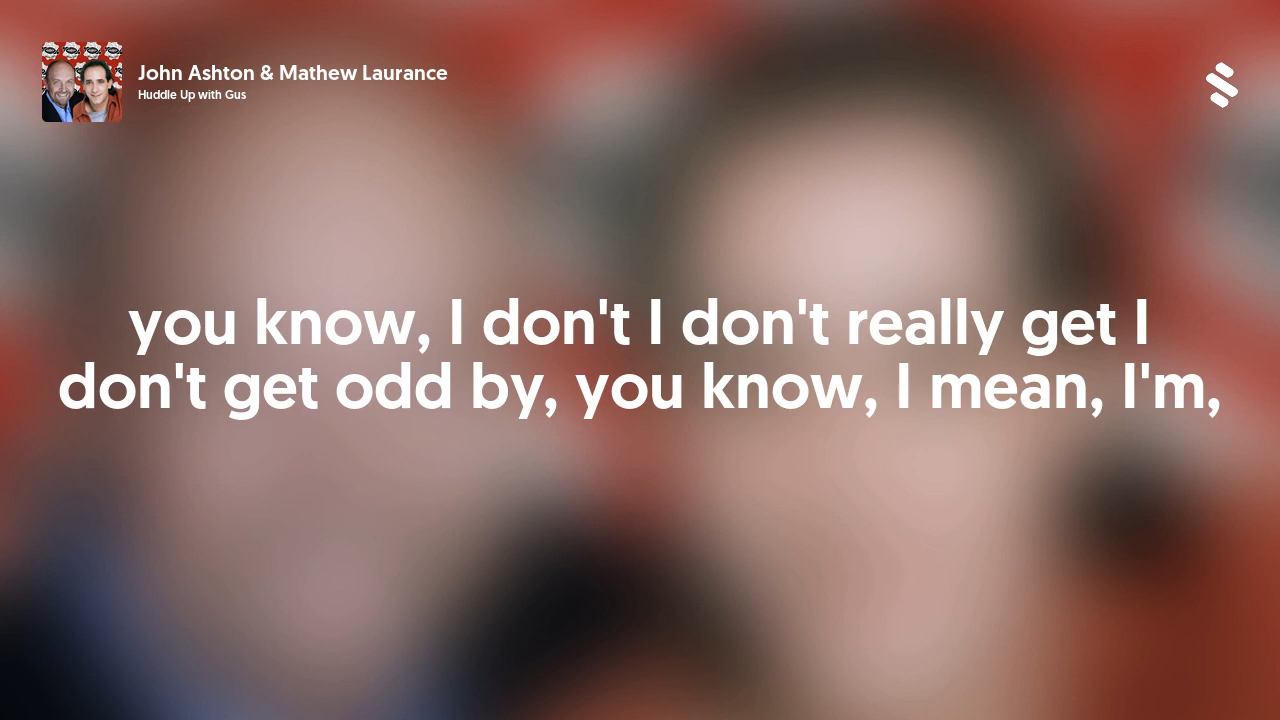 John Ashton & Mathew Laurance
Huddle Up with Gus
you know, I don't I don't really get I
don't get odd by, you know, I mean, I'm,